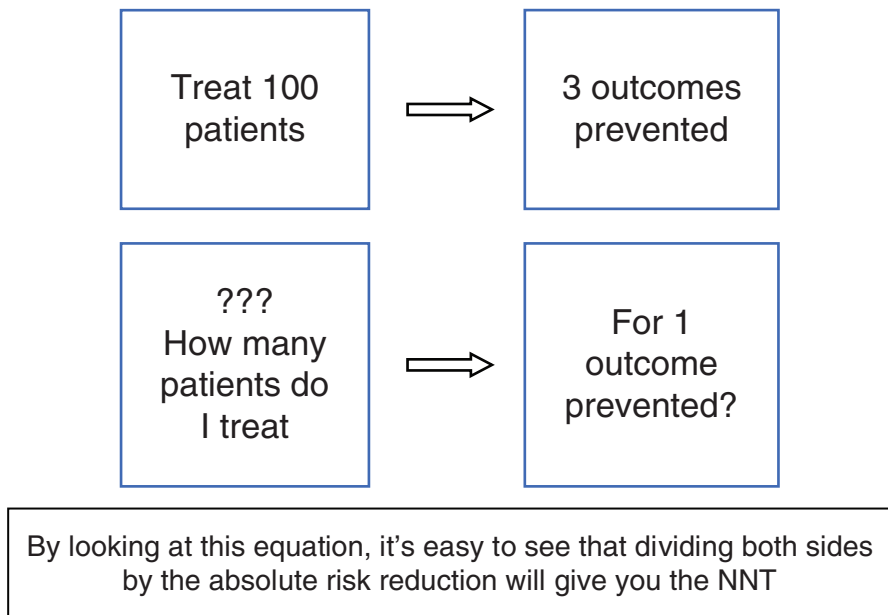 Treat 100
patients
3 outcomes
prevented
???
How many
patients do
I treat
For 1
outcome
prevented?
By looking at this equation, it's easy to see that dividing both sides
by the absolute risk reduction will give you the NNT